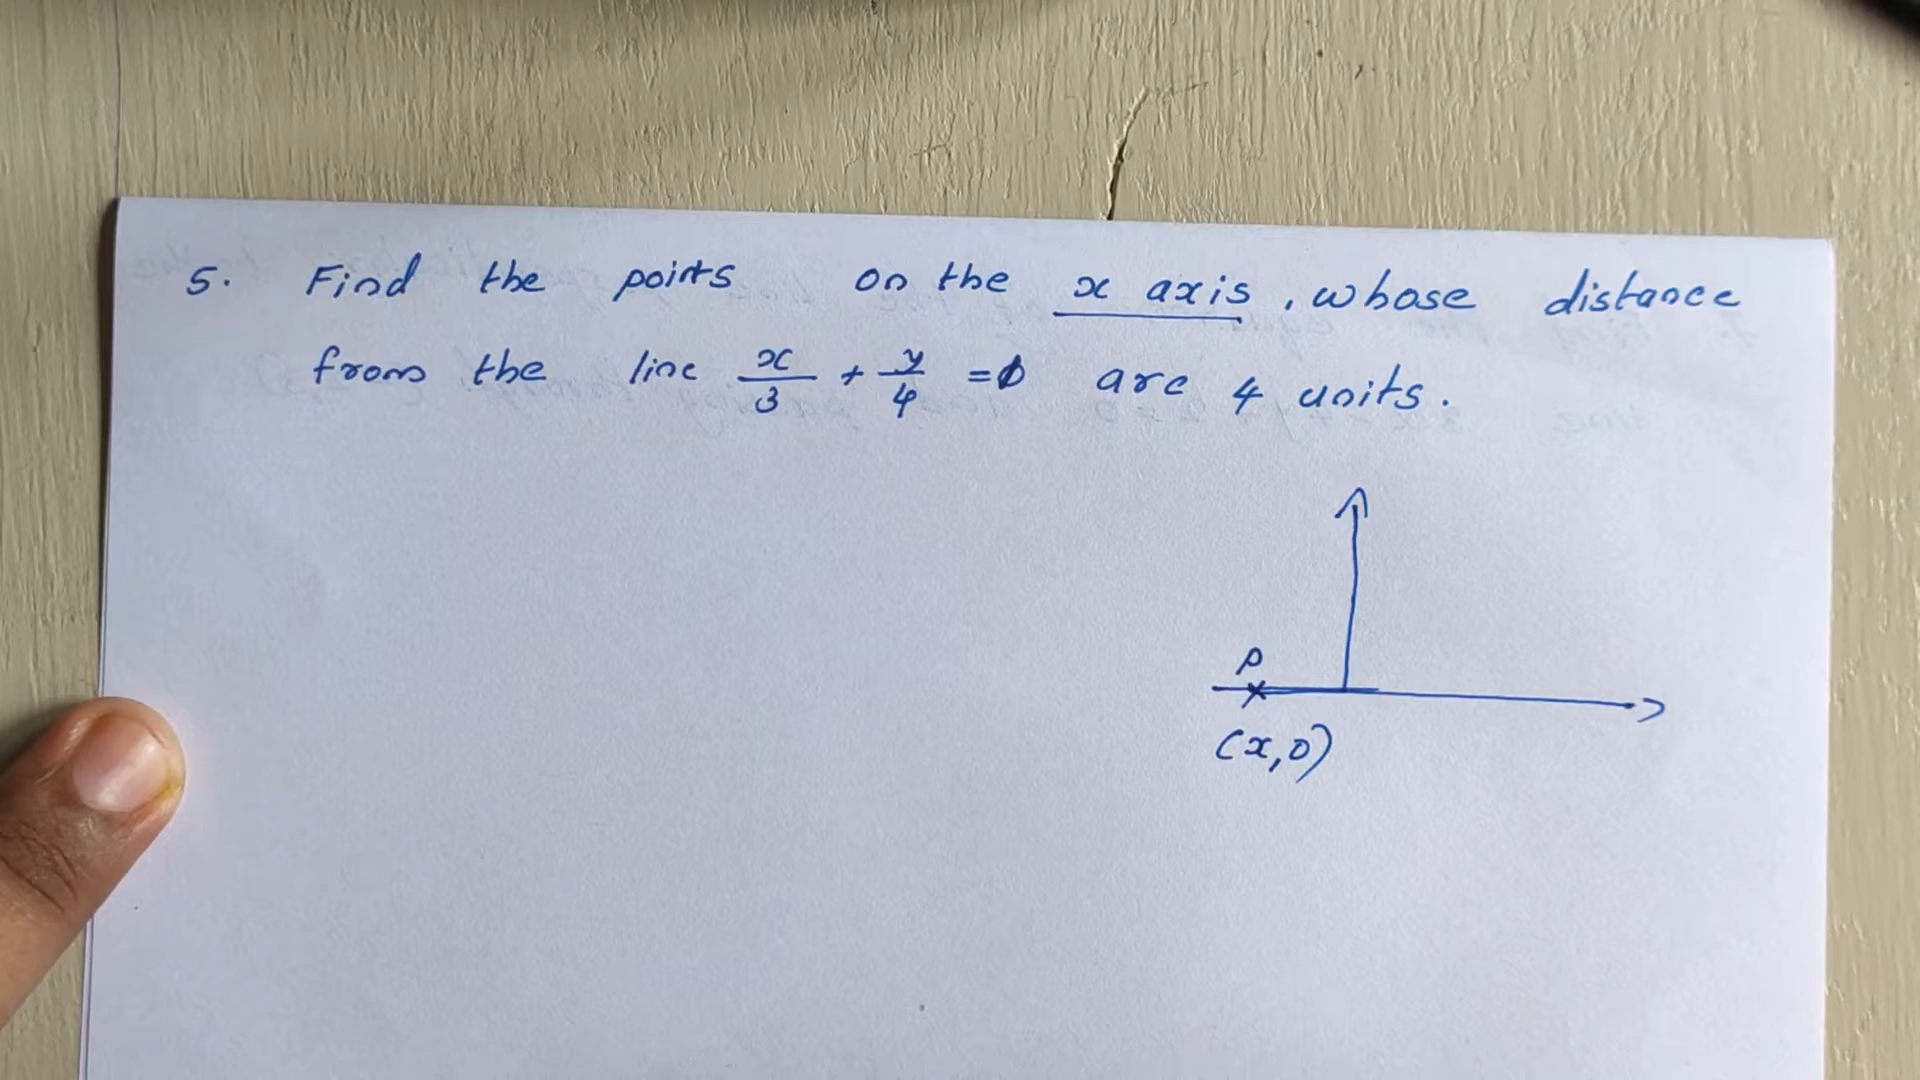 5. Find the points on the x axis, whose distance
from the line x/3 + y/4 = 1 are 4 units.
P
(x,0)